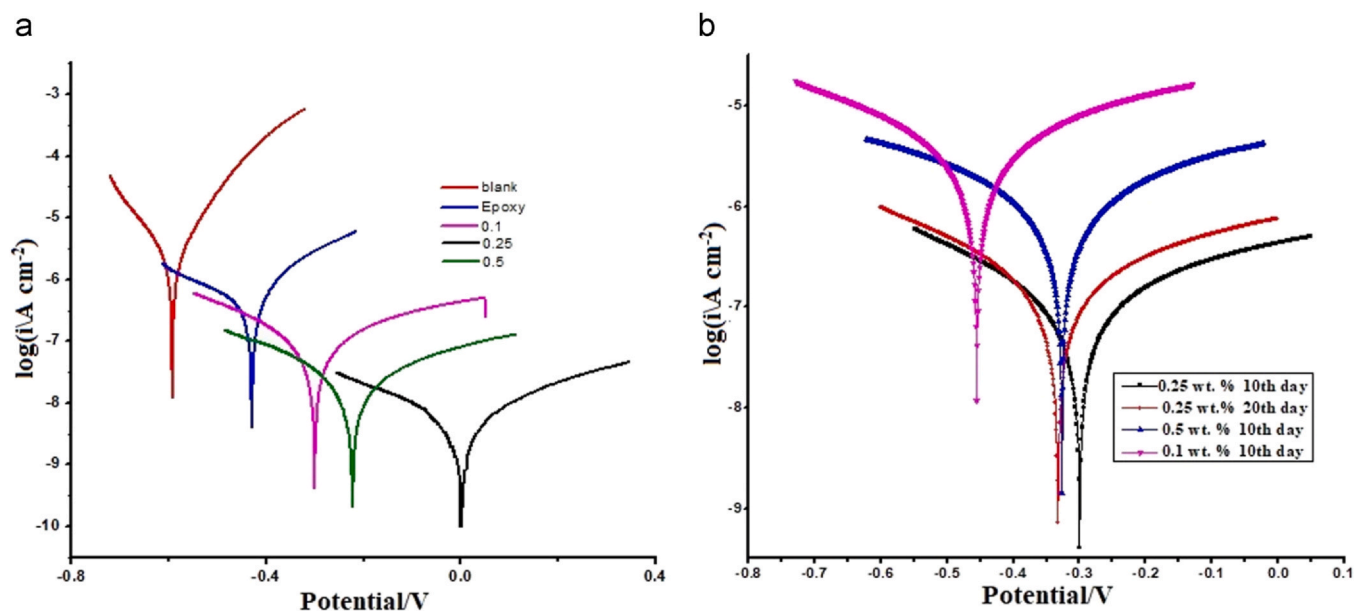 a
-3
-4
-5
-6
-7
-8
-9
-10
log(i\A cm⁻²)
blank
Epoxy
0.1
0.25
0.5
-0.8
-0.4
0.0
0.4
Potential/V
b
-5
-6
-7
-8
-9
log(i\A cm⁻²)
0.25 wt. % 10th day
0.25 wt. % 20th day
0.5 wt. % 10th day
0.1 wt. % 10th day
-0.8
-0.7
-0.6
-0.5
-0.4
-0.3
-0.2
-0.1
0.0
0.1
Potential/V